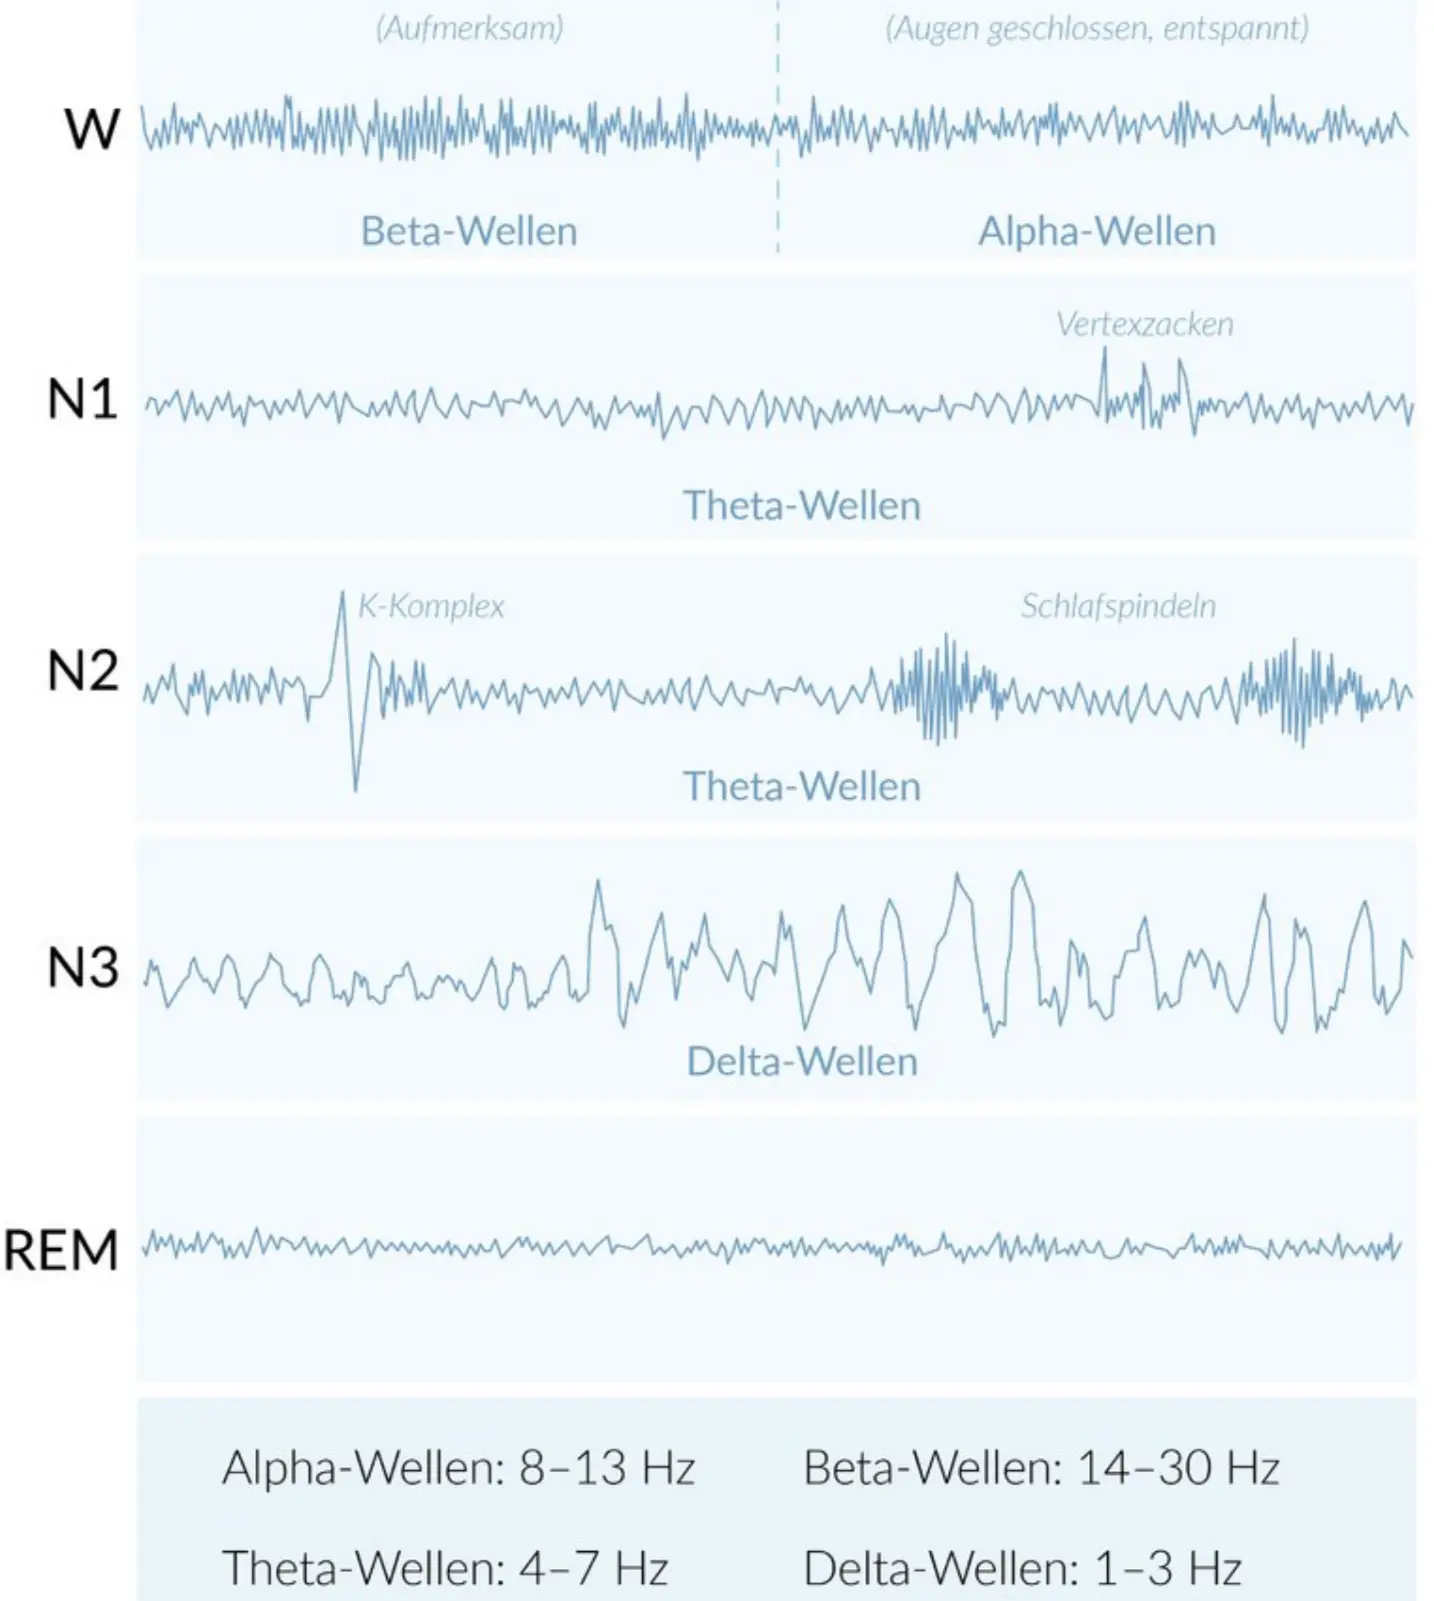 (Aufmerksam) (Augen geschlossen, entspannt)
W
Beta-Wellen Alpha-Wellen
Vertexzacken
N1
Theta-Wellen
K-Komplex Schlafspindeln
N2
Theta-Wellen
N3
Delta-Wellen
REM
Alpha-Wellen: 8–13 Hz Beta-Wellen: 14–30 Hz
Theta-Wellen: 4–7 Hz Delta-Wellen: 1–3 Hz